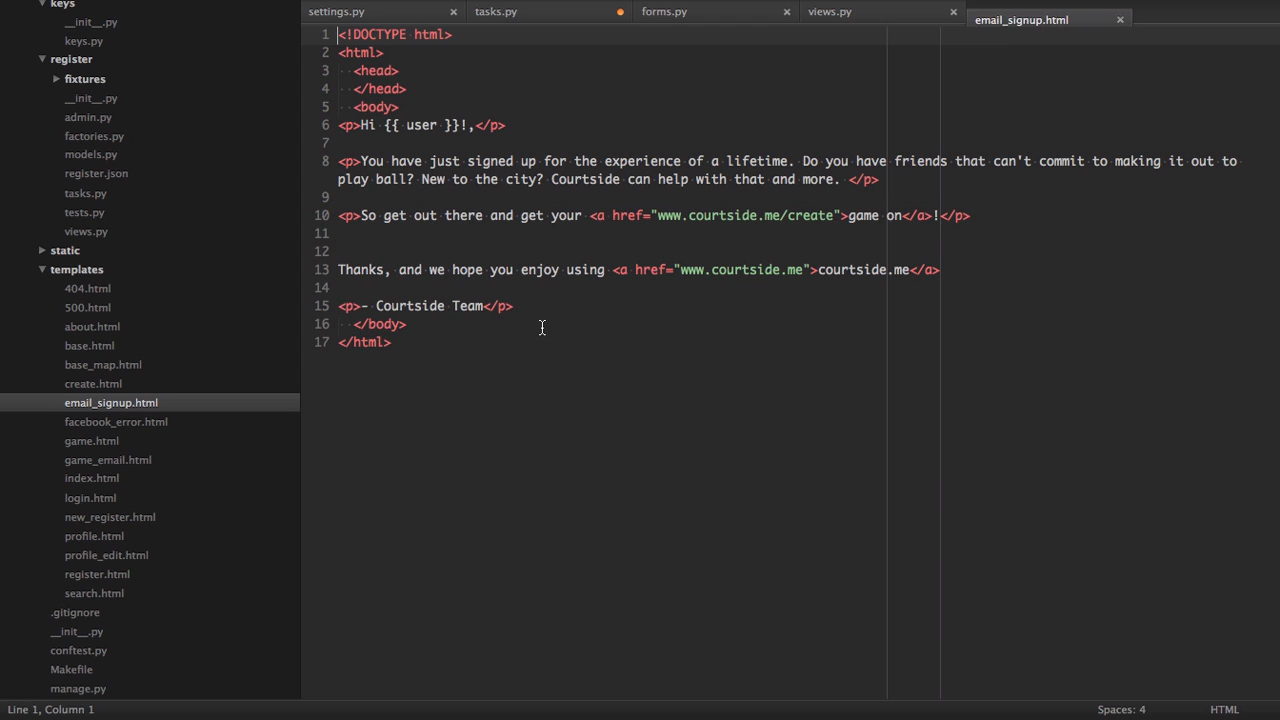 keys
__init__.py
keys.py
register
fixtures
__init__.py
admin.py
factories.py
models.py
register.json
tasks.py
tests.py
views.py
static
templates
404.html
500.html
about.html
base.html
base_map.html
create.html
email_signup.html
facebook_error.html
game.html
game_email.html
index.html
login.html
new_register.html
profile.html
profile_edit.html
register.html
search.html
.gitignore
__init__.py
conftest.py
Makefile
manage.py
settings.py
tasks.py
forms.py
views.py
email_signup.html
1 <!DOCTYPE html>
2 <html>
3 <head>
4 </head>
5 <body>
6 <p>Hi {{ user }}!,</p>
7
8 <p>You have just signed up for the experience of a lifetime. Do you have friends that can't commit to making it out to
play ball? New to the city? Courtside can help with that and more. </p>
9
10 <p>So get out there and get your <a href="www.courtside.me/create">game on</a>!</p>
11
12
13 Thanks, and we hope you enjoy using <a href="www.courtside.me">courtside.me</a>
14
15 <p>- Courtside Team</p>
16 </body>
17 </html>
Line 1, Column 1
Spaces: 4
HTML